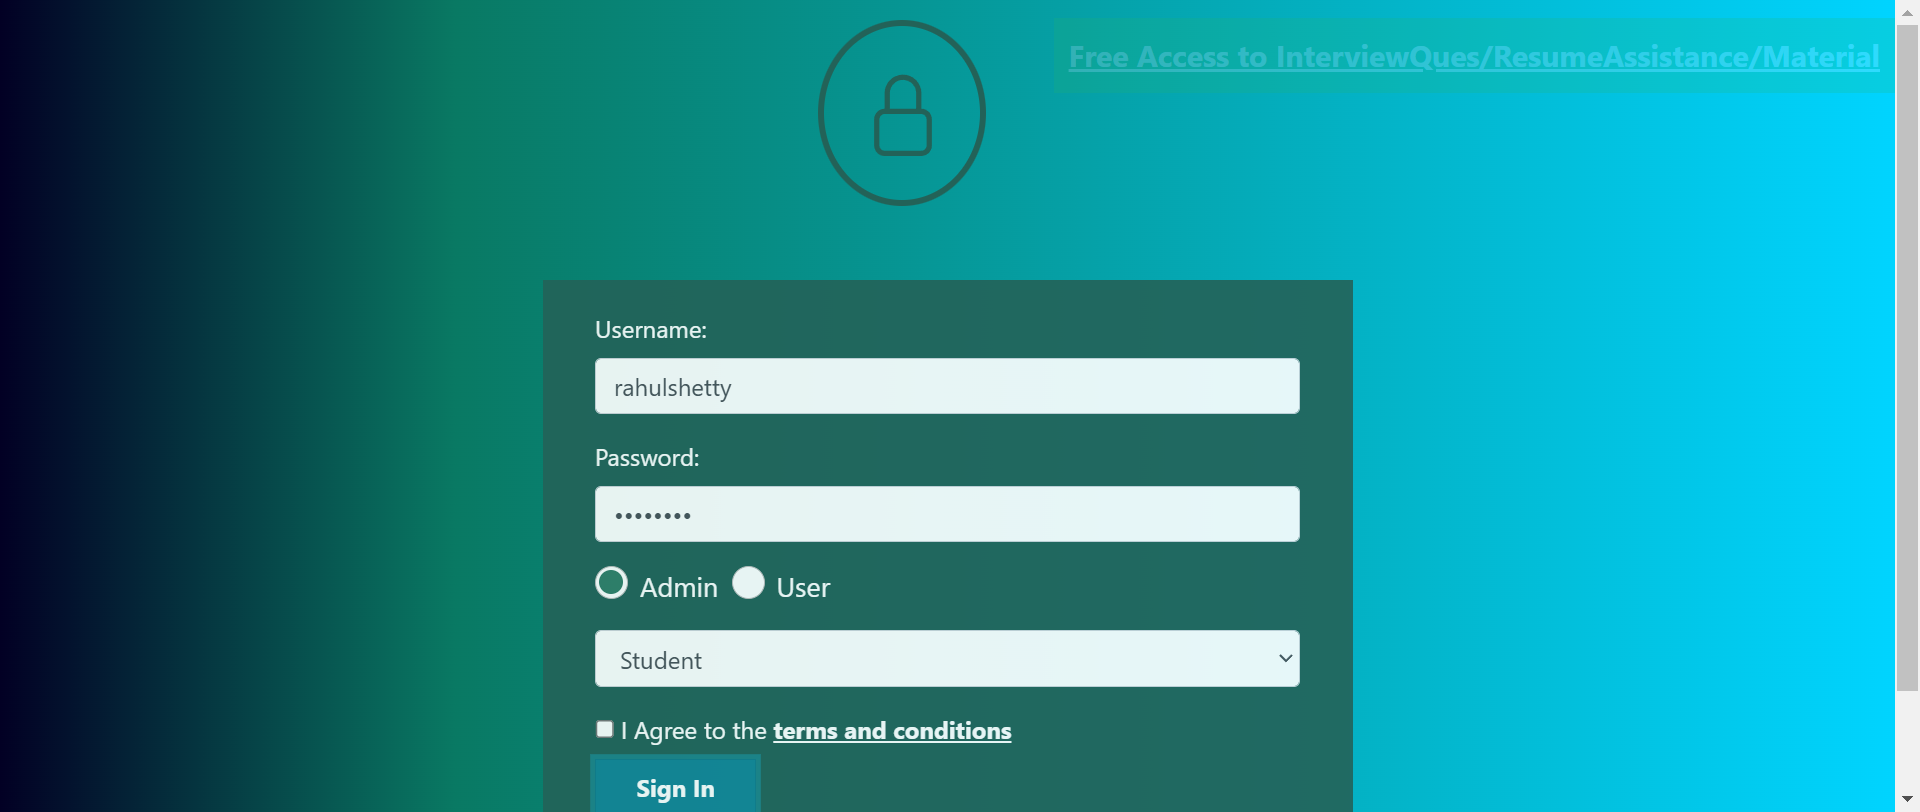 Free Access to InterviewQues/ResumeAssistance/Material
Username:
rahulshetty
Password:
••••••••
Admin User
Student
I Agree to the terms and conditions
Sign In